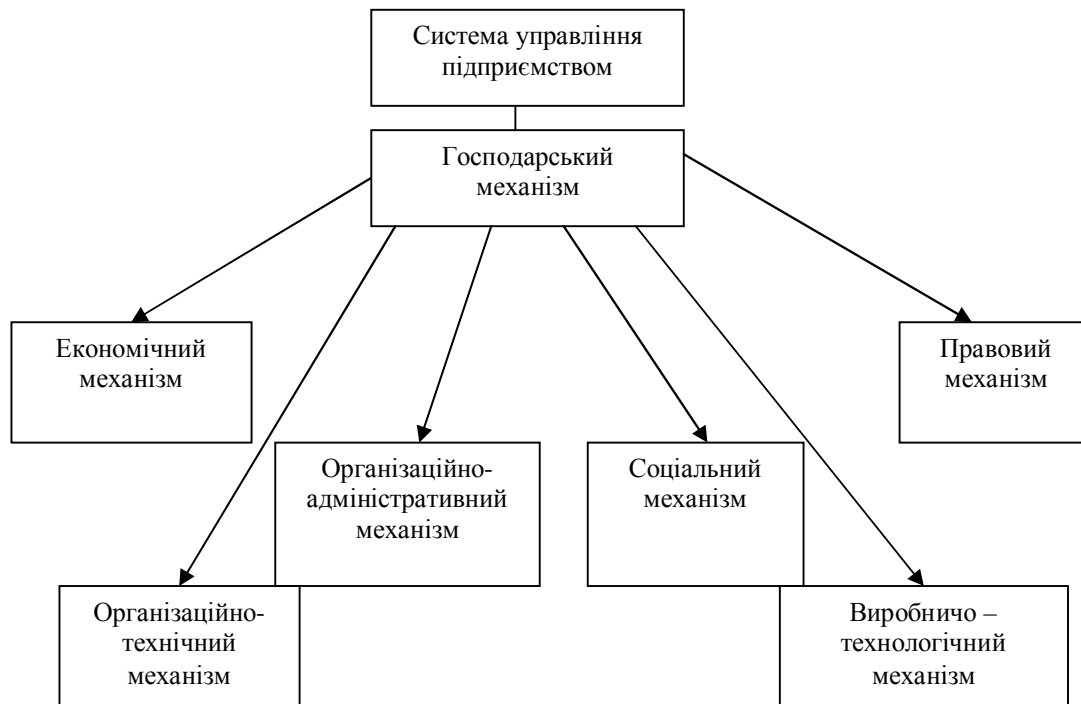 Система управління
підприємством
Господарський
механізм
Економічний
механізм
Правовий
механізм
Організаційно-
адміністративний
механізм
Соціальний
механізм
Організаційно-
технічний
механізм
Виробничо –
технологічний
механізм